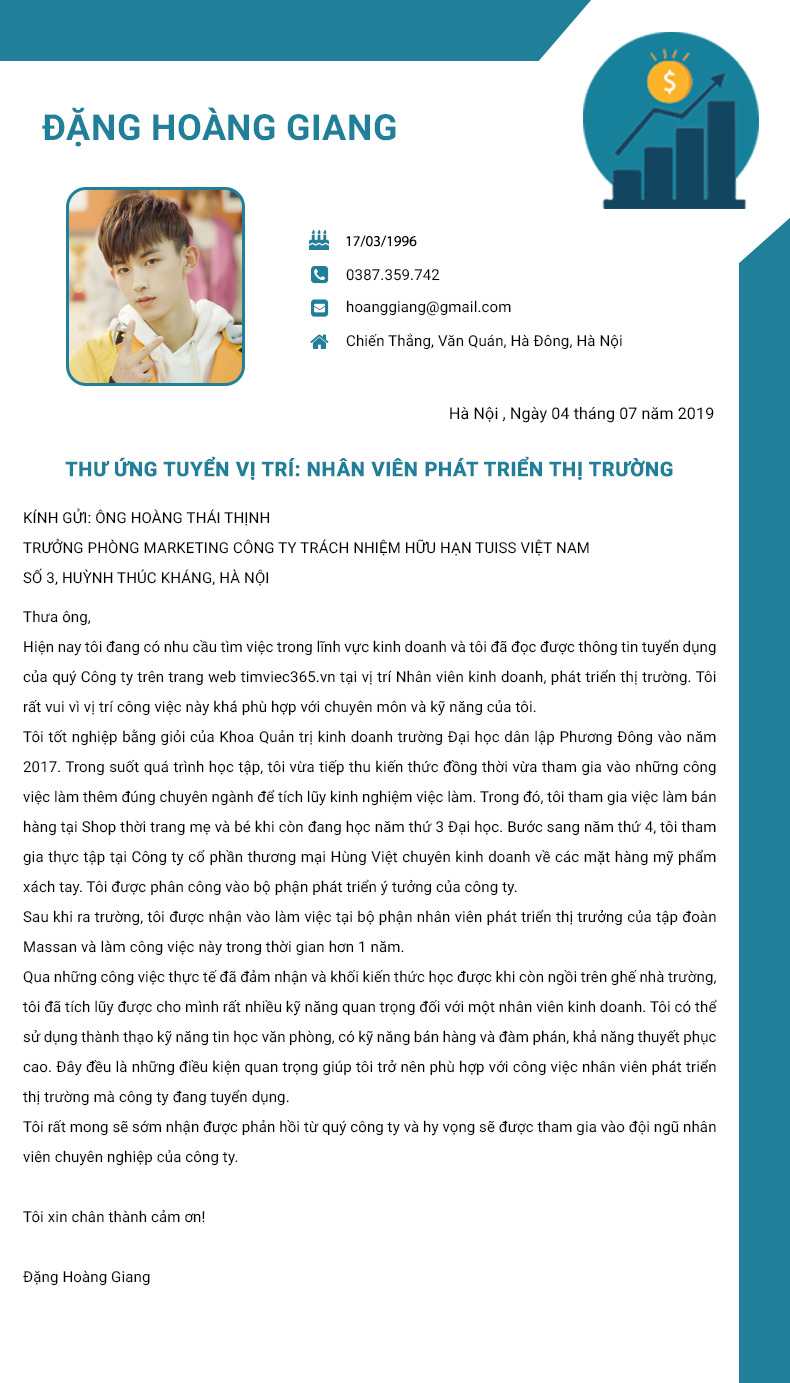 ĐẶNG HOÀNG GIANG
$
17/03/1996
0387.359.742
hoanggiang@gmail.com
Chiến Thắng, Văn Quán, Hà Đông, Hà Nội
Hà Nội , Ngày 04 tháng 07 năm 2019
THƯ ỨNG TUYỂN VỊ TRÍ: NHÂN VIÊN PHÁT TRIỂN THỊ TRƯỜNG
KÍNH GỬI: ÔNG HOÀNG THÁI THỊNH
TRƯỞNG PHÒNG MARKETING CÔNG TY TRÁCH NHIỆM HỮU HẠN TUISS VIỆT NAM
SỐ 3, HUỲNH THÚC KHÁNG, HÀ NỘI
Thưa ông,
Hiện nay tôi đang có nhu cầu tìm việc trong lĩnh vực kinh doanh và tôi đã đọc được thông tin tuyển dụng
của quý Công ty trên trang web timviec365.vn tại vị trí Nhân viên kinh doanh, phát triển thị trường. Tôi
rất vui vì vị trí công việc này khá phù hợp với chuyên môn và kỹ năng của tôi.
Tôi tốt nghiệp bằng giỏi của Khoa Quản trị kinh doanh trường Đại học dân lập Phương Đông vào năm
2017. Trong suốt quá trình học tập, tôi vừa tiếp thu kiến thức đồng thời vừa tham gia vào những công
việc làm thêm đúng chuyên ngành để tích lũy kinh nghiệm việc làm. Trong đó, tôi tham gia việc làm bán
hàng tại Shop thời trang mẹ và bé khi còn đang học năm thứ 3 Đại học. Bước sang năm thứ 4, tôi tham
gia thực tập tại Công ty cổ phần thương mại Hùng Việt chuyên kinh doanh về các mặt hàng mỹ phẩm
xách tay. Tôi được phân công vào bộ phận phát triển ý tưởng của công ty.
Sau khi ra trường, tôi được nhận vào làm việc tại bộ phận nhân viên phát triển thị trưởng của tập đoàn
Massan và làm công việc này trong thời gian hơn 1 năm.
Qua những công việc thực tế đã đảm nhận và khối kiến thức học được khi còn ngồi trên ghế nhà trường,
tôi đã tích lũy được cho mình rất nhiều kỹ năng quan trọng đối với một nhân viên kinh doanh. Tôi có thể
sử dụng thành thạo kỹ năng tin học văn phòng, có kỹ năng bán hàng và đàm phán, khả năng thuyết phục
cao. Đây đều là những điều kiện quan trọng giúp tôi trở nên phù hợp với công việc nhân viên phát triển
thị trường mà công ty đang tuyển dụng.
Tôi rất mong sẽ sớm nhận được phản hồi từ quý công ty và hy vọng sẽ được tham gia vào đội ngũ nhân
viên chuyên nghiệp của công ty.
Tôi xin chân thành cảm ơn!
Đặng Hoàng Giang